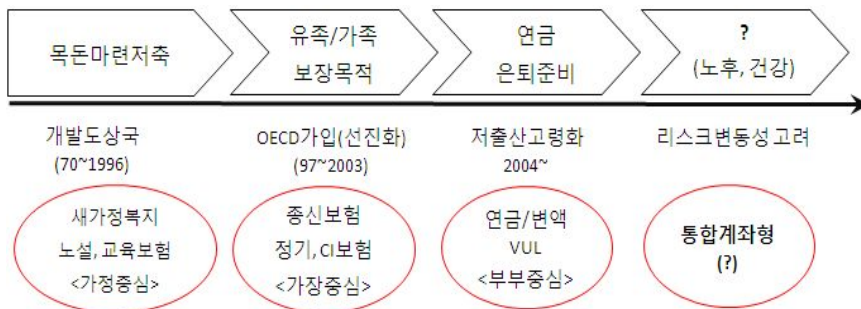 목돈마련저축
유족/가족
보장목적
연금
은퇴준비
?
(노후, 건강)
개발도상국
(70~1996)
OECD가입(선진화)
(97~2003)
저출산고령화
2004~
리스크변동성 고려
새가정복지
노설, 교육보험
<가정중심>
종신보험
정기, CI보험
<가장중심>
연금/변액
VUL
<부부중심>
통합계좌형
(?)